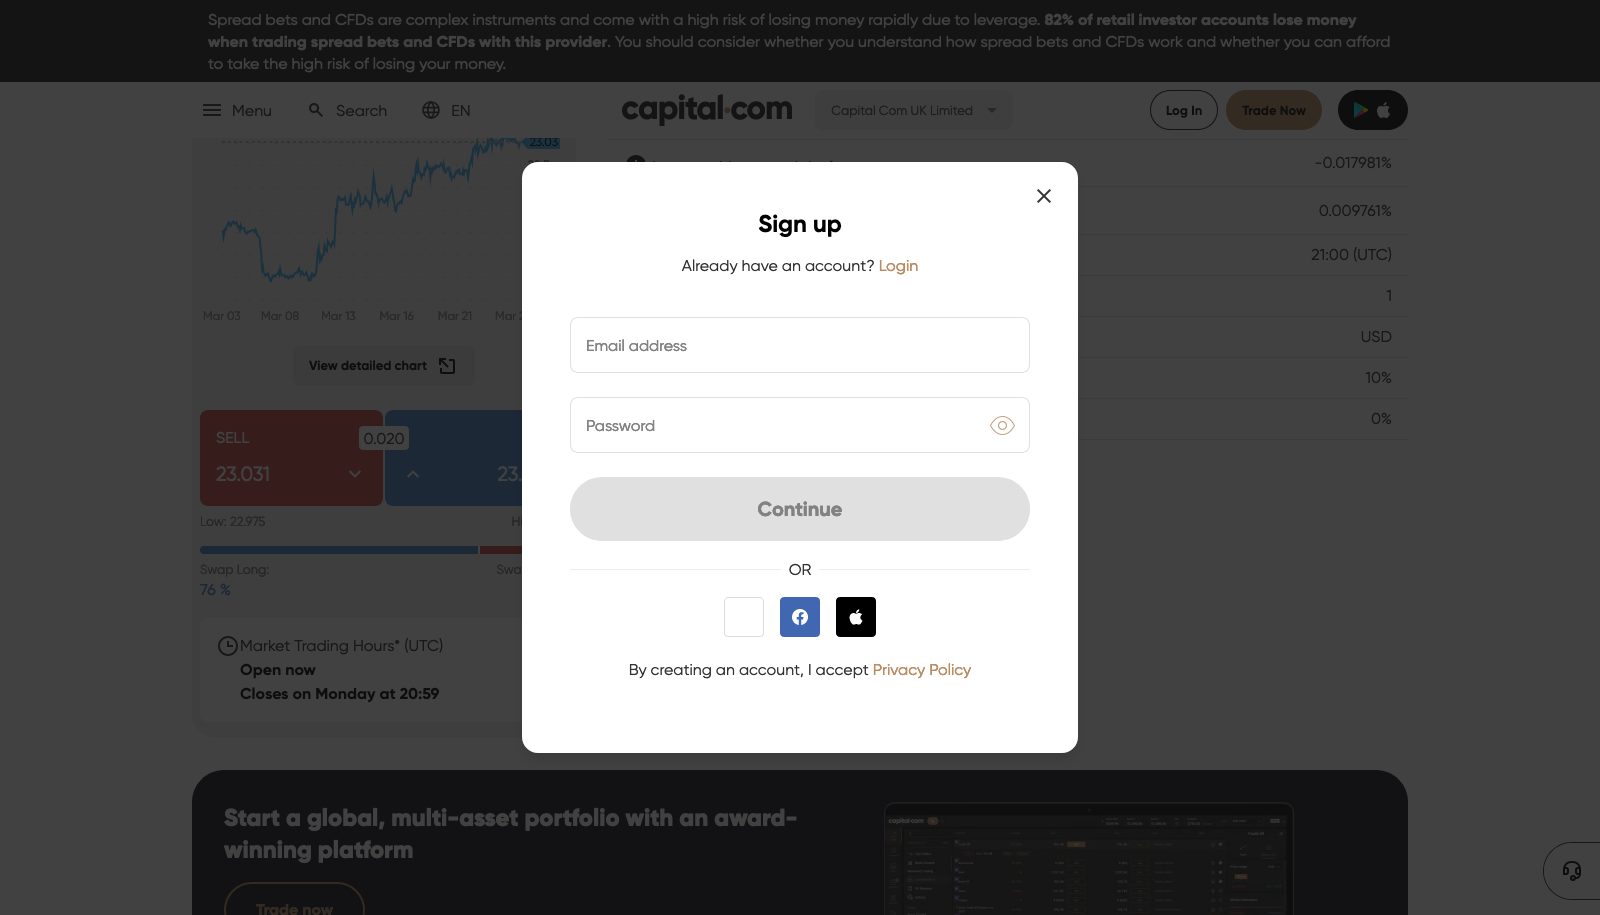 Spread bets and CFDs are complex instruments and come with a high risk of losing money rapidly due to leverage. 82% of retail investor accounts lose money
when trading spread bets and CFDs with this provider. You should consider whether you understand how spread bets and CFDs work and whether you can afford
to take the high risk of losing your money.
Menu
Search
EN
capital.com
Capital Com UK Limited
Log In
Trade Now
23.03
-0.017981%
0.009761%
21:00 (UTC)
1
USD
10%
0%
Mar 03
Mar 08
Mar 13
Mar 16
Mar 21
Mar
View detailed chart
SELL
0.020
23.031
23.
Low: 22.975
Swap Long:
76 %
Market Trading Hours* (UTC)
Open now
Closes on Monday at 20:59
Sign up
Already have an account? Login
Email address
Password
Continue
OR
By creating an account, I accept Privacy Policy
Start a global, multi-asset portfolio with an award-
winning platform
Trade now
capital.com